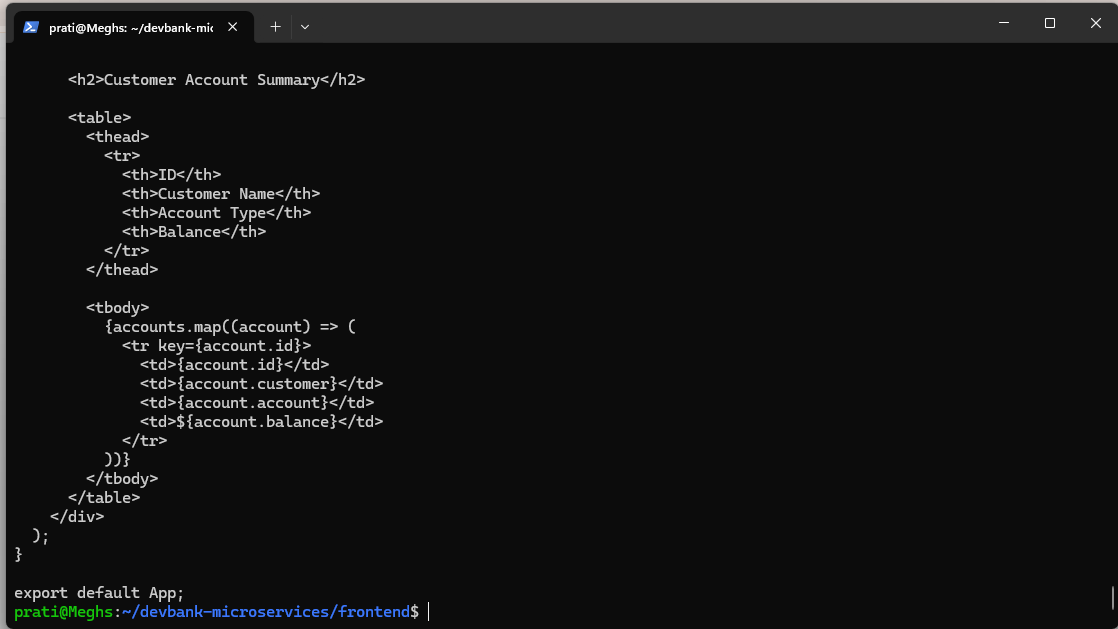 prati@Meghs: ~/devbank-mic
<h2>Customer Account Summary</h2>
<table>
<thead>
<tr>
<th>ID</th>
<th>Customer Name</th>
<th>Account Type</th>
<th>Balance</th>
</tr>
</thead>
<tbody>
{accounts.map((account) => (
<tr key={account.id}>
<td>{account.id}</td>
<td>{account.customer}</td>
<td>{account.account}</td>
<td>${account.balance}</td>
</tr>
))}
</tbody>
</table>
</div>
);
}
export default App;
prati@Meghs:~/devbank-microservices/frontend$